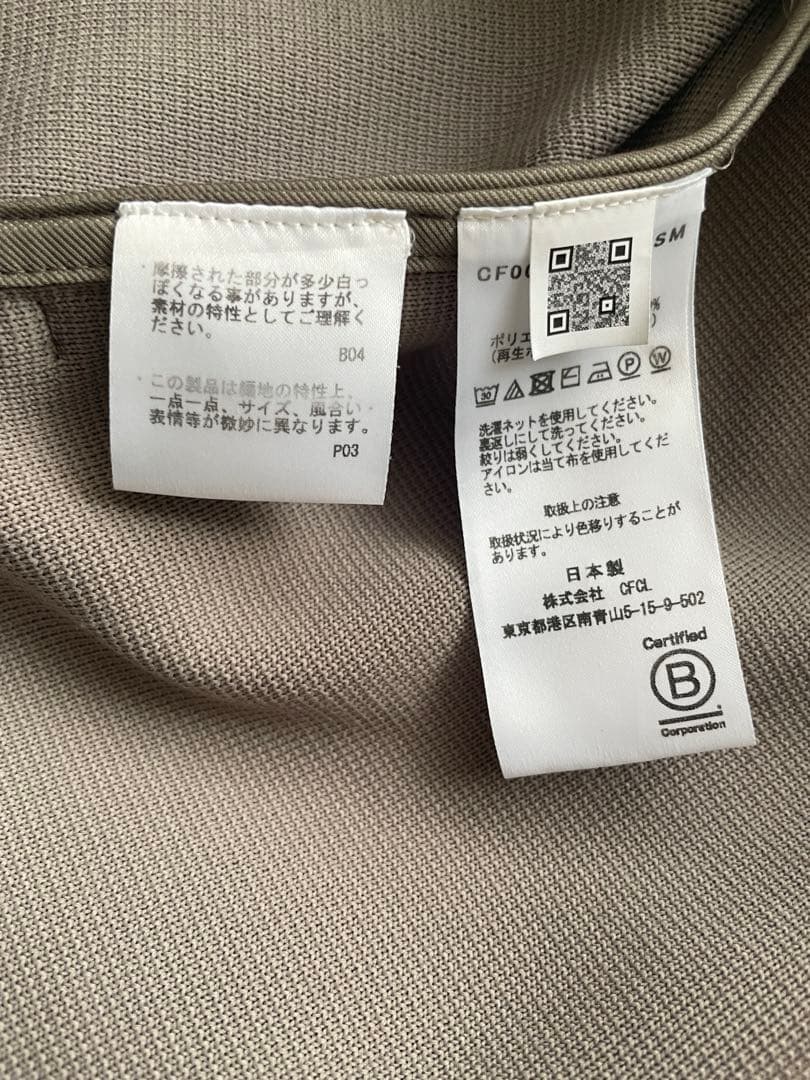 ・摩擦された部分が多少白っ
ぽくなる事がありますが、
素材の特性としてご理解く
ださい。
B04
・この製品は編地の特性上、
一点一点、サイズ、風合い・
表情等が微妙に異なります。
P03
CF00 SM
%
ポリエ
(再生ポ )
30 P W
洗濯ネットを使用してください。
裏返しにして洗ってください。
絞りは弱くしてください。
アイロンは当て布を使用してくだ
さい。
取扱上の注意
取扱状況により色移りすることが
あります。
日本製
株式会社 CFCL
東京都港区南青山5-15-9-502
Certified
B
Corporation